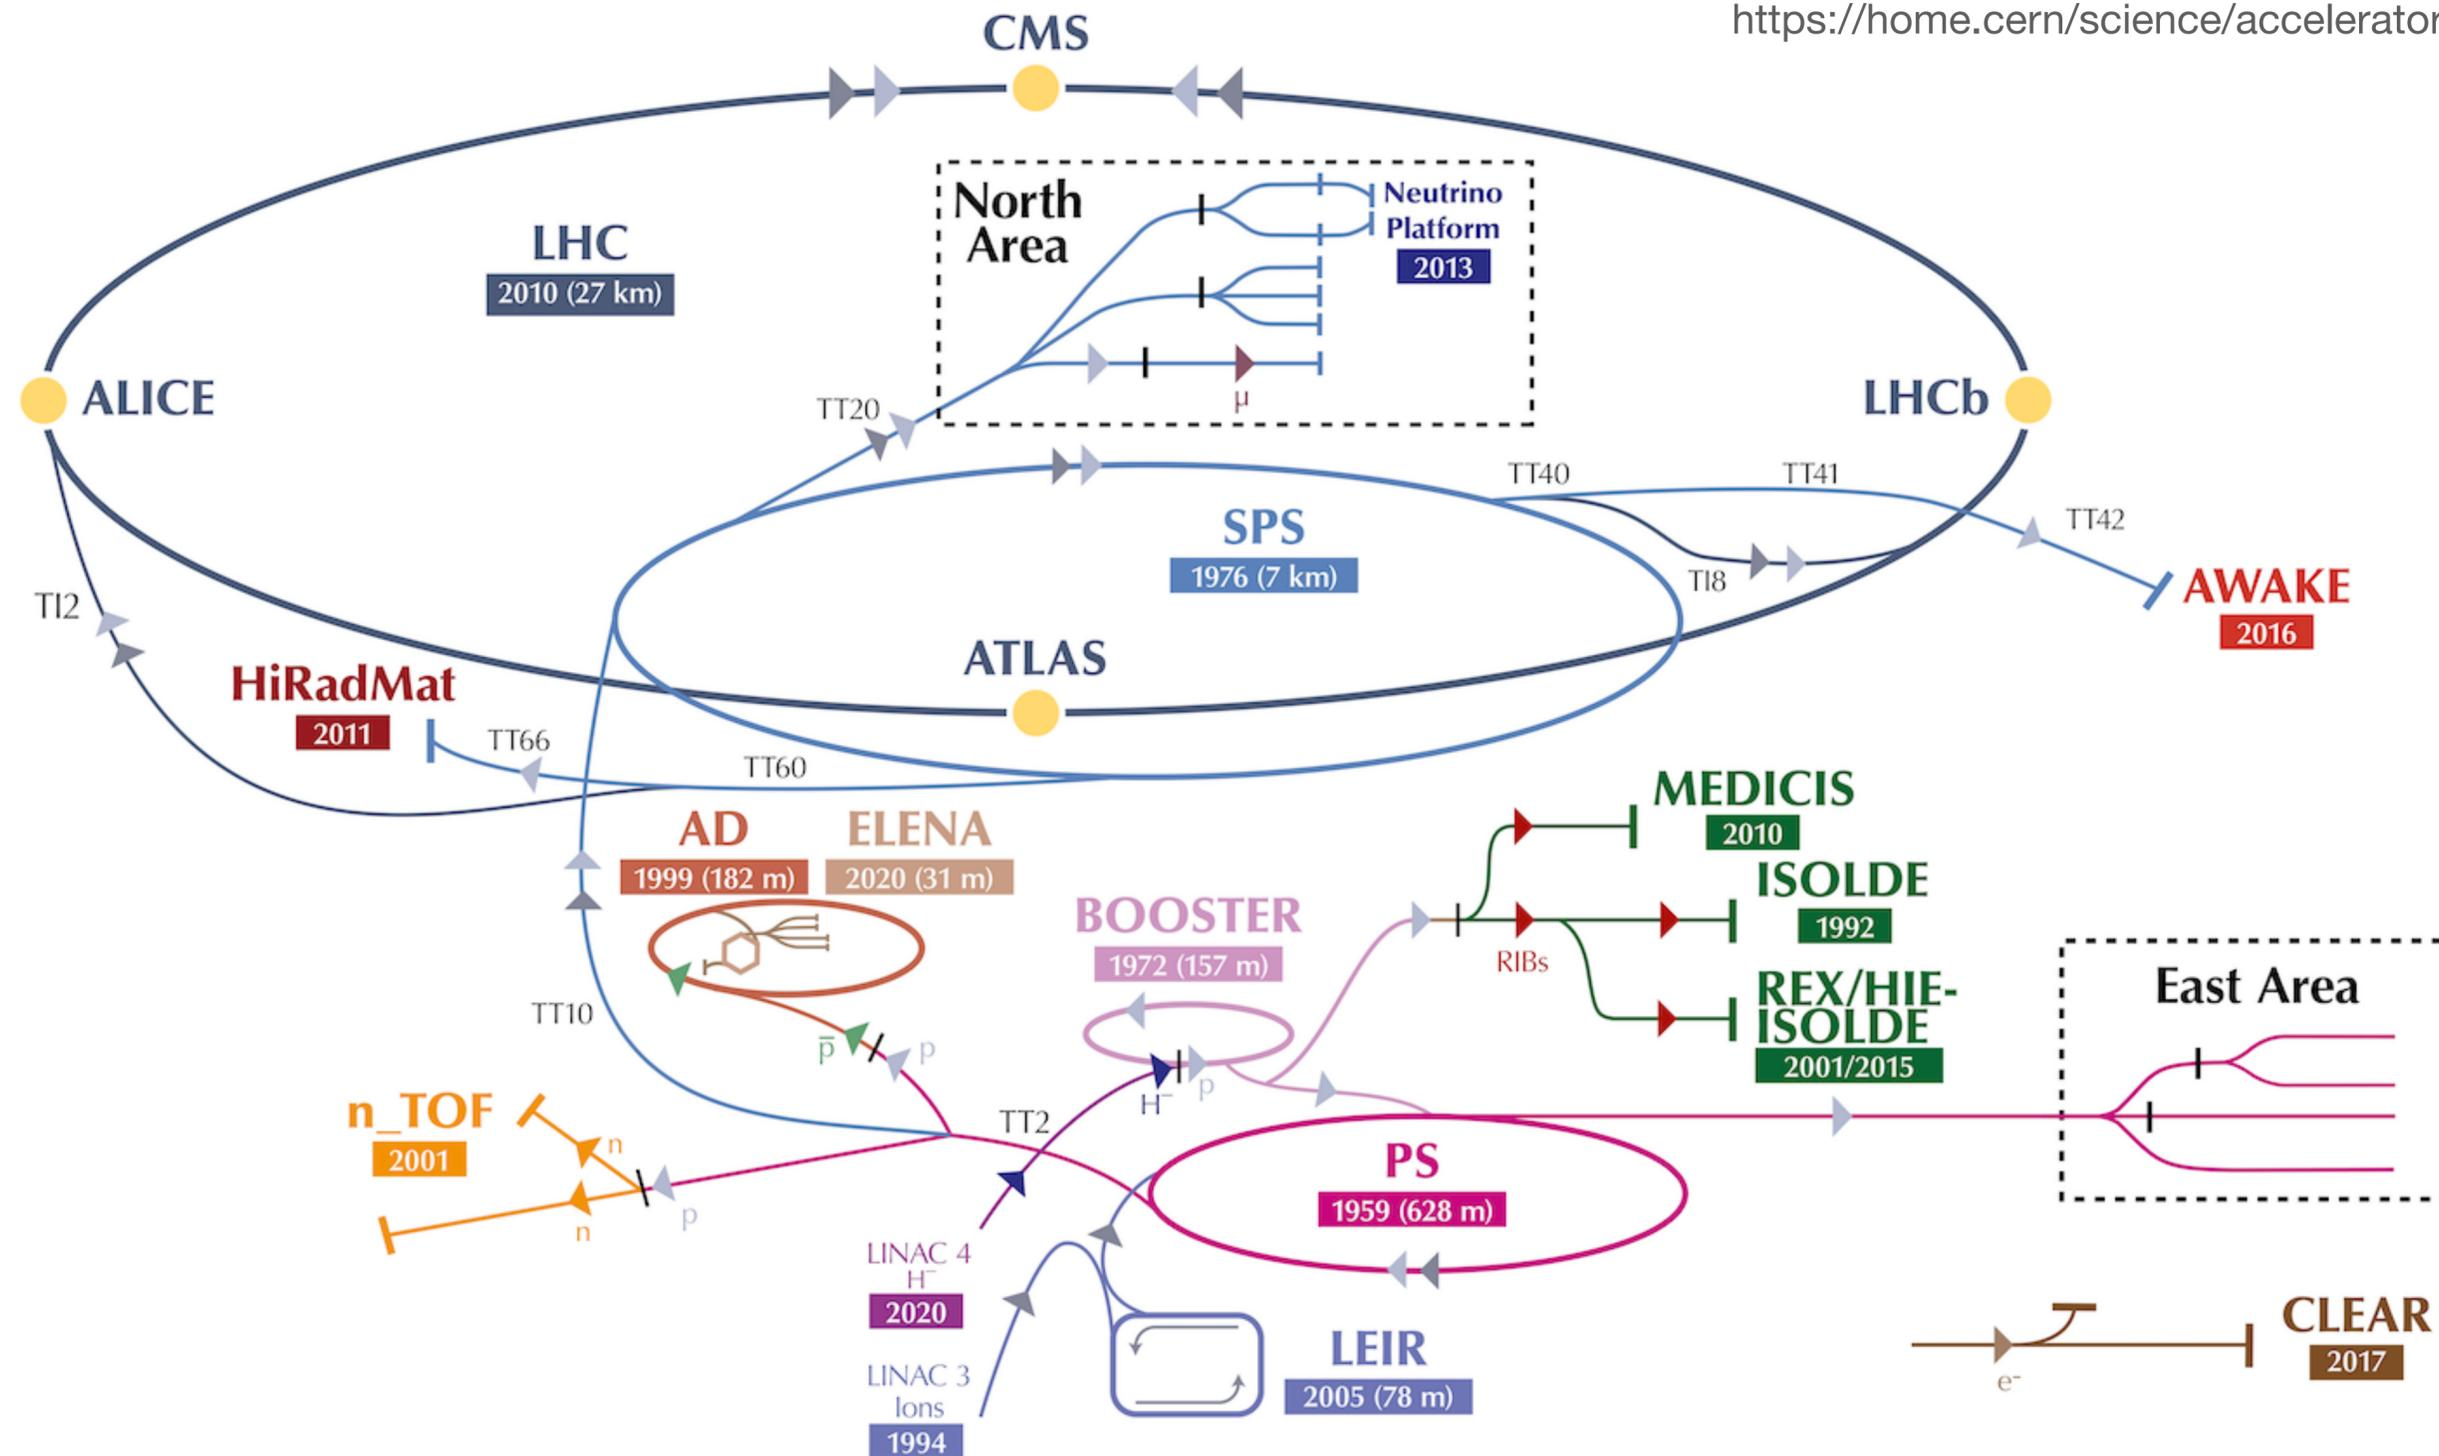 https://home.cern/science/accelerator
CMS
North
Area
Neutrino
Platform
2013
μ
LHC
2010 (27 km)
ALICE
LHCb
TT20
TT40
TT41
TT42
SPS
1976 (7 km)
TI8
AWAKE
2016
TI2
ATLAS
HiRadMat
2011
TT66
TT60
AD
1999 (182 m)
ELENA
2020 (31 m)
MEDICIS
2010
ISOLDE
1992
REX/HIE-
ISOLDE
2001/2015
RIBs
BOOSTER
1972 (157 m)
East Area
TT10
p̅
p
H⁻
p
n_TOF
2001
n
n
p
TT2
PS
1959 (628 m)
LINAC 4
H⁻
2020
LINAC 3
Ions
1994
LEIR
2005 (78 m)
CLEAR
2017
e⁻